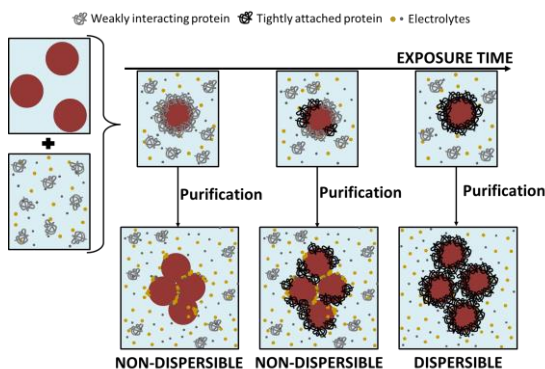 Weakly interacting protein Tightly attached protein Electrolytes
EXPOSURE TIME
Purification Purification Purification
NON-DISPERSIBLE NON-DISPERSIBLE DISPERSIBLE